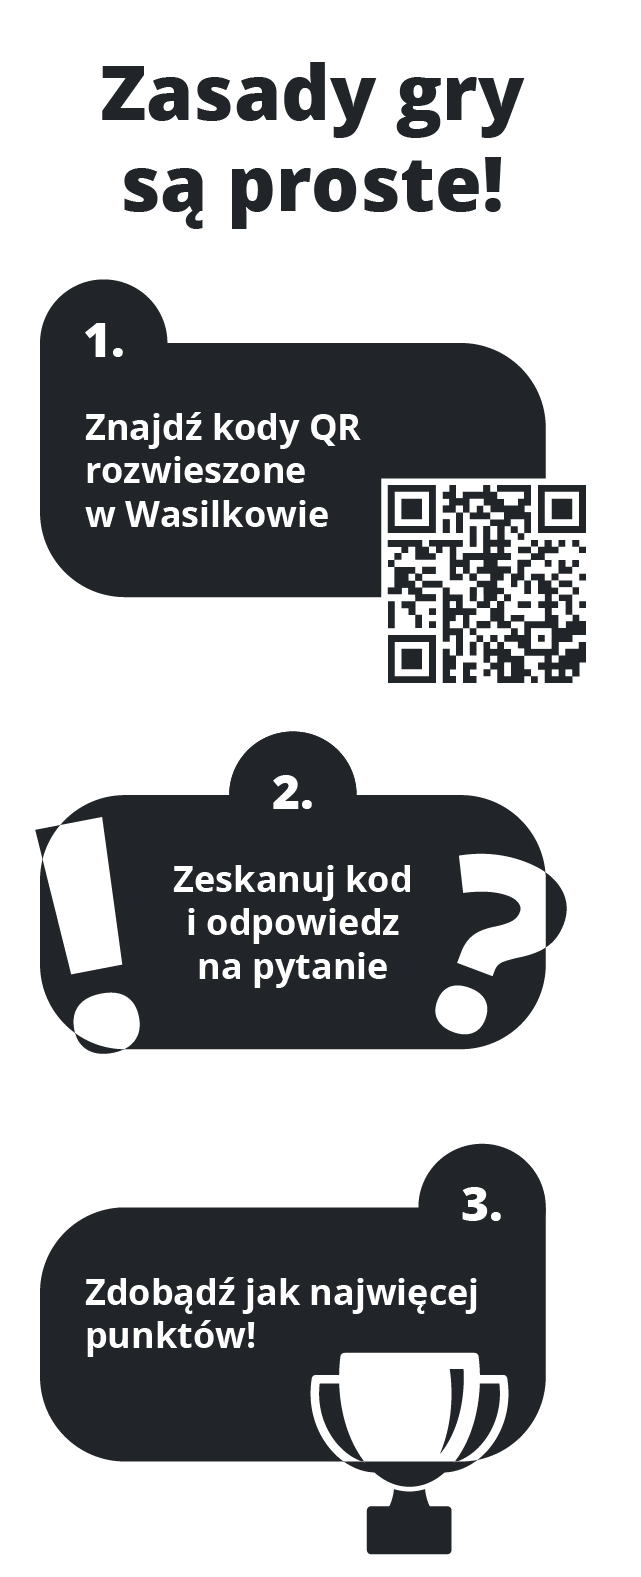 Zasady gry
są proste!
1.
Znajdź kody QR
rozwieszone
w Wasilkowie
2.
Zeskanuj kod
i odpowiedz
na pytanie
!
?
3.
Zdobądź jak najwięcej
punktów!